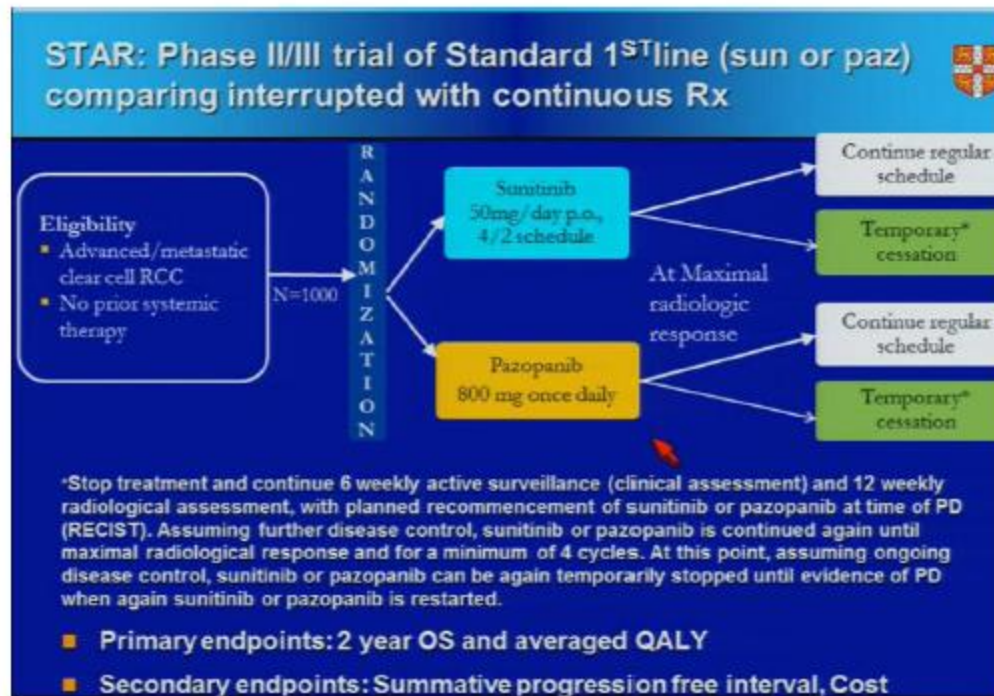 STAR: Phase II/III trial of Standard 1STline (sun or paz)
comparing interrupted with continuous Rx
Eligibility
▪ Advanced/metastatic
clear cell RCC
▪ No prior systemic
therapy
N=1000
RANDOMIZATION
Sunitinib
50mg/day p.o.,
4/2 schedule
Pazopanib
800 mg once daily
At Maximal
radiologic
response
Continue regular
schedule
Temporary*
cessation
Continue regular
schedule
Temporary*
cessation
*Stop treatment and continue 6 weekly active surveillance (clinical assessment) and 12 weekly
radiological assessment, with planned recommencement of sunitinib or pazopanib at time of PD
(RECIST). Assuming further disease control, sunitinib or pazopanib is continued again until
maximal radiological response and for a minimum of 4 cycles. At this point, assuming ongoing
disease control, sunitinib or pazopanib can be again temporarily stopped until evidence of PD
when again sunitinib or pazopanib is restarted.
▪ Primary endpoints: 2 year OS and averaged QALY
▪ Secondary endpoints: Summative progression free interval, Cost